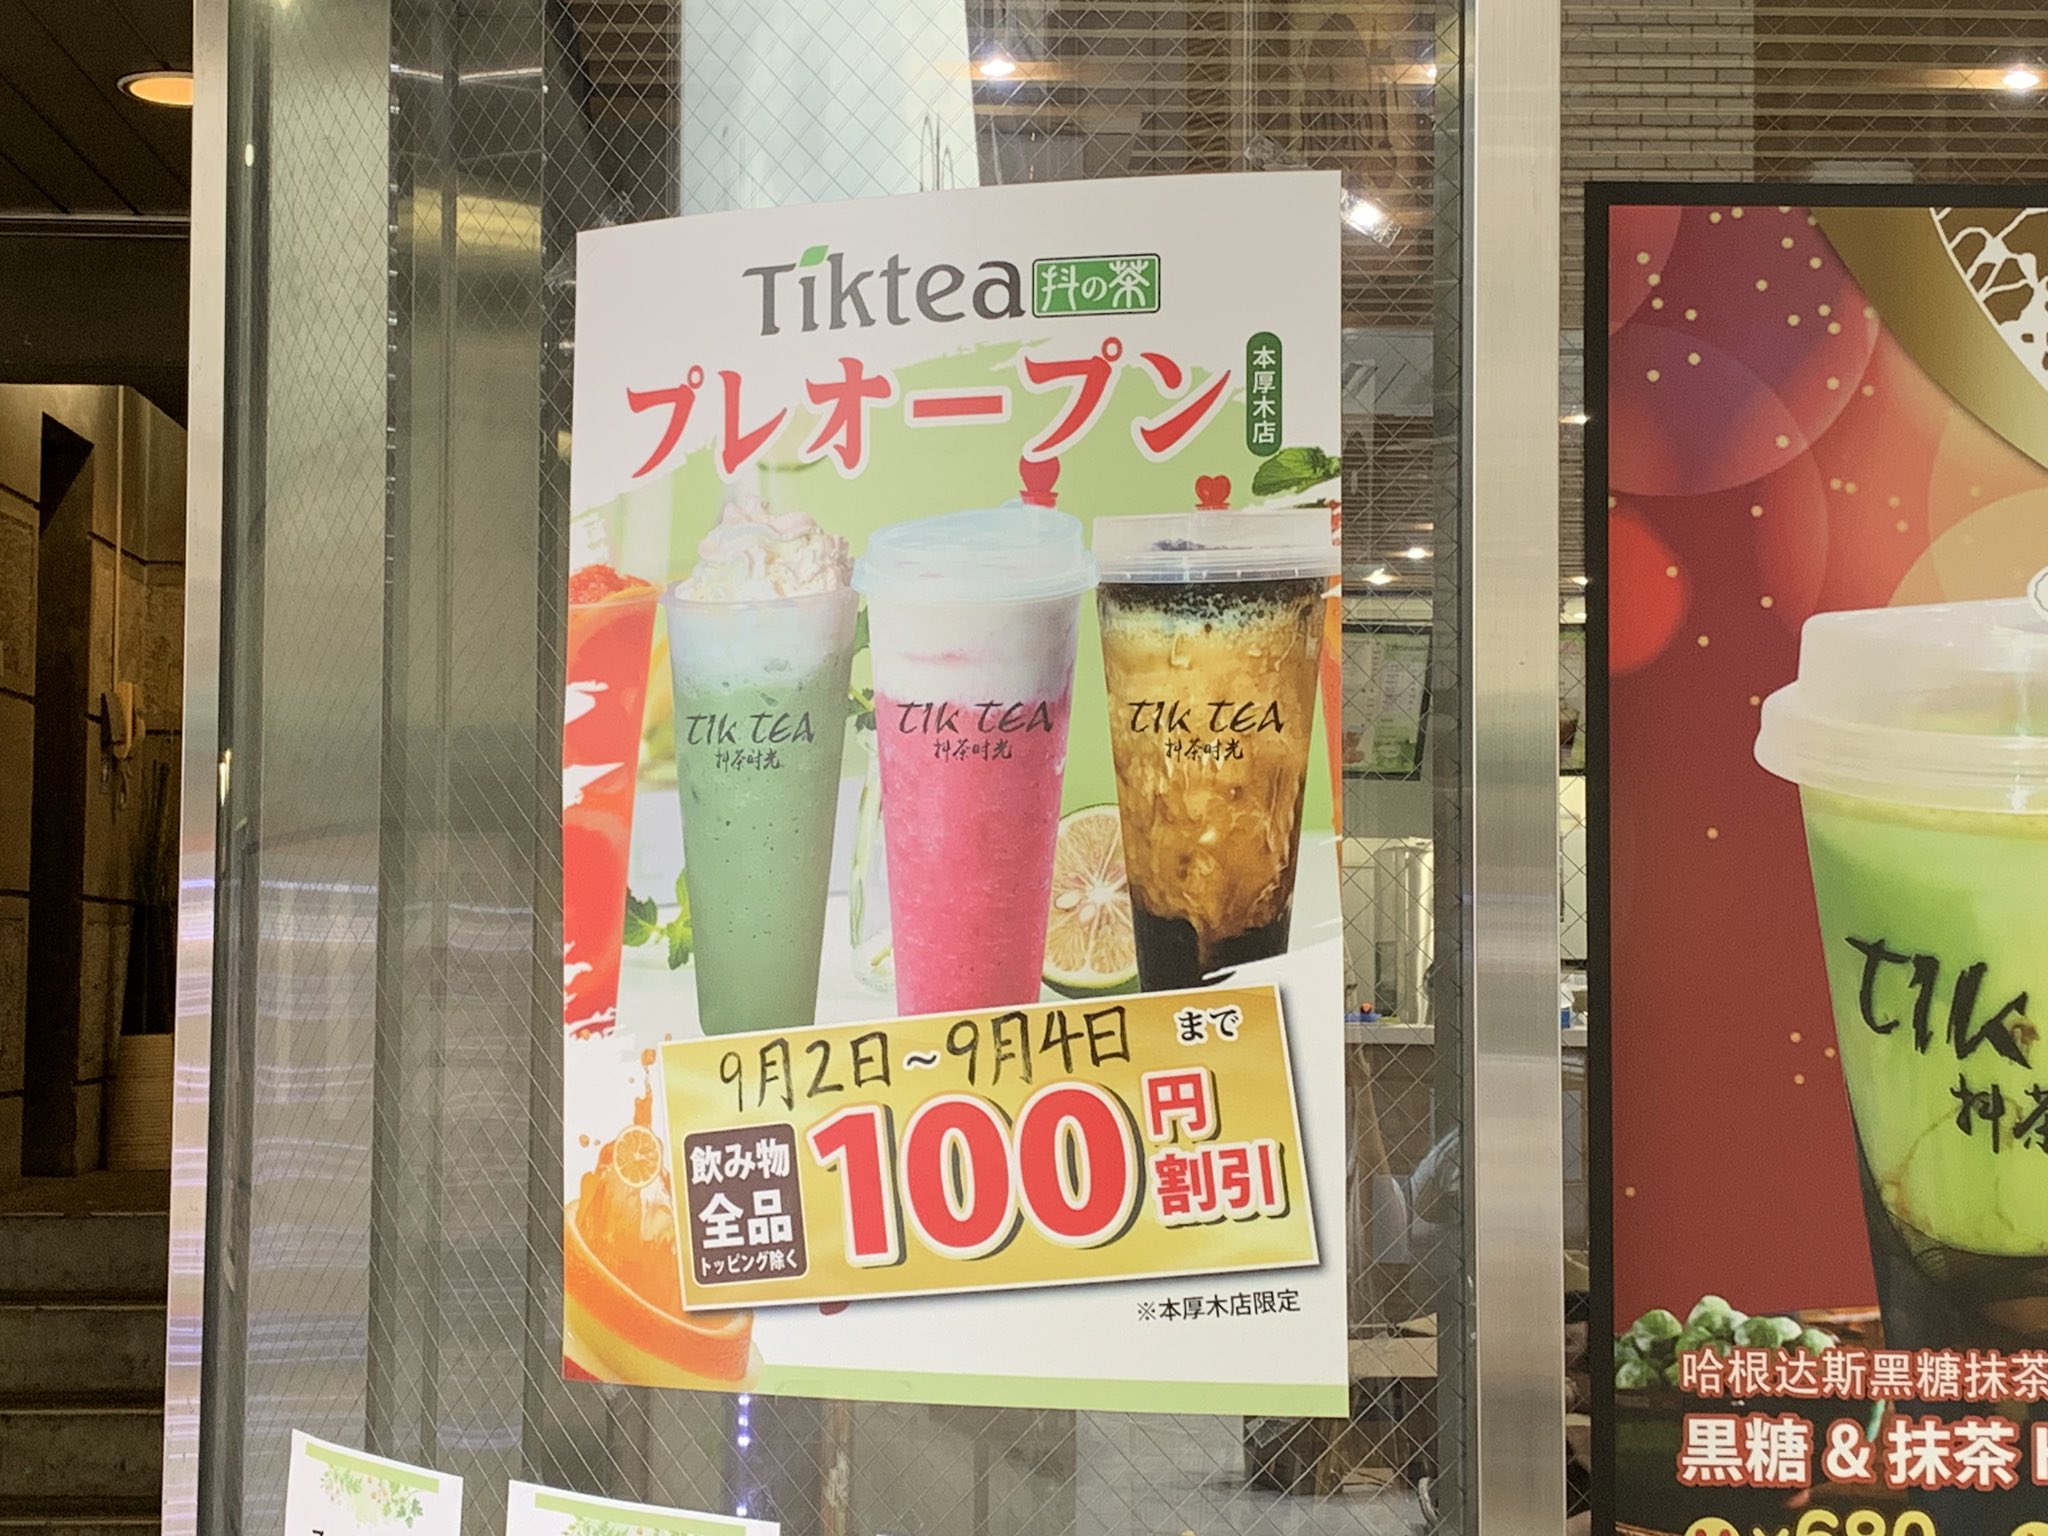 Tiktea 抖の茶
プレオープン
本厚木店
TIK TEA
抖茶时光
TIK TEA
抖茶时光
TIK TEA
抖茶时光
9月2日~9月4日 まで
飲み物
全品
トッピング除く
100円
割引
※本厚木店限定
TIK
抖茶
哈根达斯黑糖抹茶
黒糖 & 抹茶
¥680